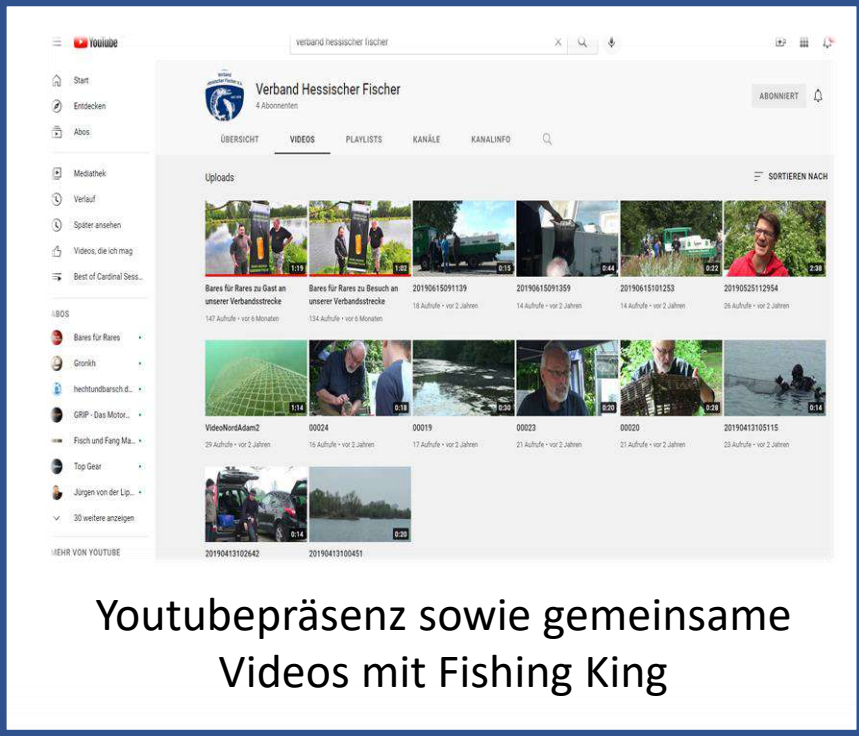 YouTube
verband hessischer fischer
Start
Entdecken
Abos
Mediathek
Verlauf
Später ansehen
Videos, die ich mag
Best of Cardinal Sess...
ABOS
Bares für Rares
Gronkh
hechtundbarsch.d...
GRIP - Das Motor...
Fisch und Fang Ma...
Top Gear
Jürgen von der Lip...
30 weitere anzeigen
MEHR VON YOUTUBE
Verband
Verband Hessischer Fischer
4 Abonnenten
ABONNIERT
ÜBERSICHT VIDEOS PLAYLISTS KANÄLE KANALINFO
Uploads
SORTIEREN NACH
1:19
Bares für Rares zu Gast an
unserer Verbandsstrecke
147 Aufrufe • vor 6 Monaten
1:02
Bares für Rares zu Besuch an
unserer Verbandsstrecke
134 Aufrufe • vor 6 Monaten
0:15
20190615091139
18 Aufrufe • vor 2 Jahren
0:44
20190615091359
14 Aufrufe • vor 2 Jahren
0:22
20190615101253
14 Aufrufe • vor 2 Jahren
2:38
20190525112954
26 Aufrufe • vor 2 Jahren
1:14
VideoNordAdam2
29 Aufrufe • vor 2 Jahren
0:18
00024
16 Aufrufe • vor 2 Jahren
0:30
00019
17 Aufrufe • vor 2 Jahren
0:20
00023
21 Aufrufe • vor 2 Jahren
0:28
00020
21 Aufrufe • vor 2 Jahren
0:14
20190413105115
23 Aufrufe • vor 2 Jahren
0:14
20190413102642
0:20
20190413100451
Youtubepräsenz sowie gemeinsame
Videos mit Fishing King